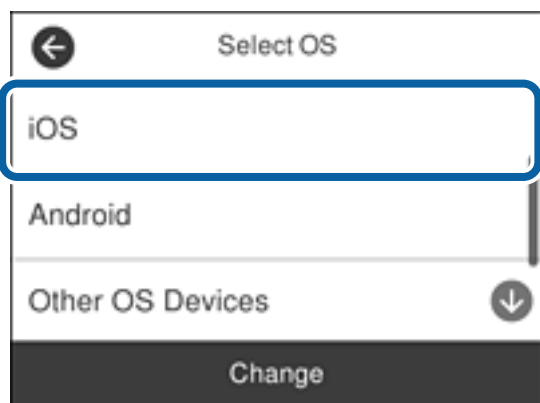 Select OS
iOS
Android
Other OS Devices
Change